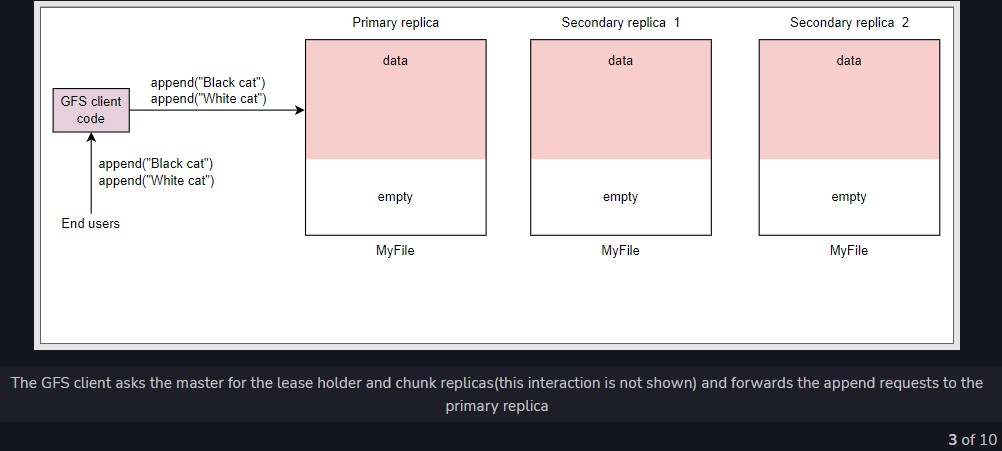 Primary replica
Secondary replica 1
Secondary replica 2
data
data
data
append("Black cat")
append("White cat")
GFS client
code
append("Black cat")
append("White cat")
End users
empty
empty
empty
MyFile
MyFile
MyFile
The GFS client asks the master for the lease holder and chunk replicas(this interaction is not shown) and forwards the append requests to the
primary replica
3 of 10